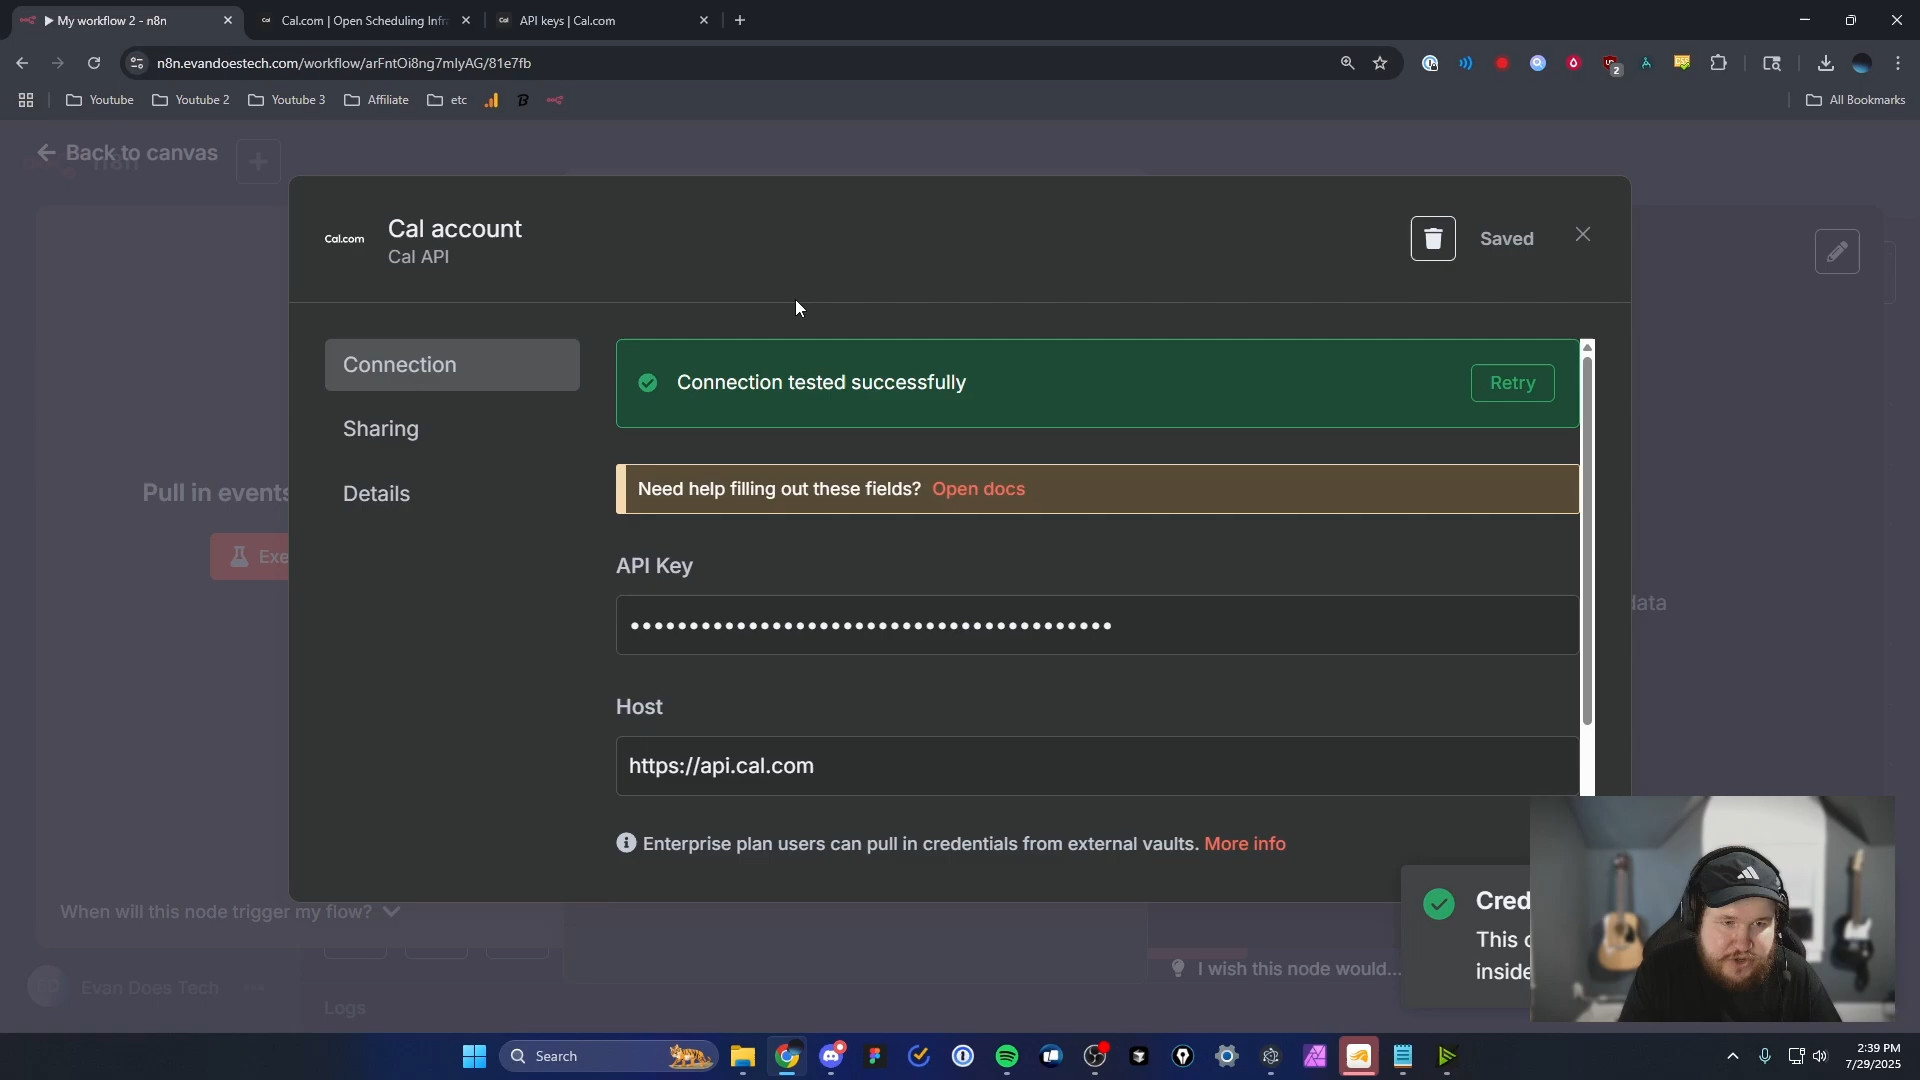 My workflow 2 - n8n
Cal.com | Open Scheduling Infr
API keys | Cal.com
n8n.evandoestech.com/workflow/arFntOi8ng7mlyAG/81e7fb
2
Youtube
Youtube 2
Youtube 3
Affiliate
etc
All Bookmarks
Back to canvas
n8n
Cal.com
Cal account
Cal API
Saved
Connection
Sharing
Details
Connection tested successfully
Retry
Need help filling out these fields? Open docs
API Key
Host
https://api.cal.com
Enterprise plan users can pull in credentials from external vaults. More info
Pull in events
Exe
data
When will this node trigger my flow?
I wish this node would...
Evan Does Tech
Logs
Cred
This c
inside
Search
2:39 PM
7/29/2025